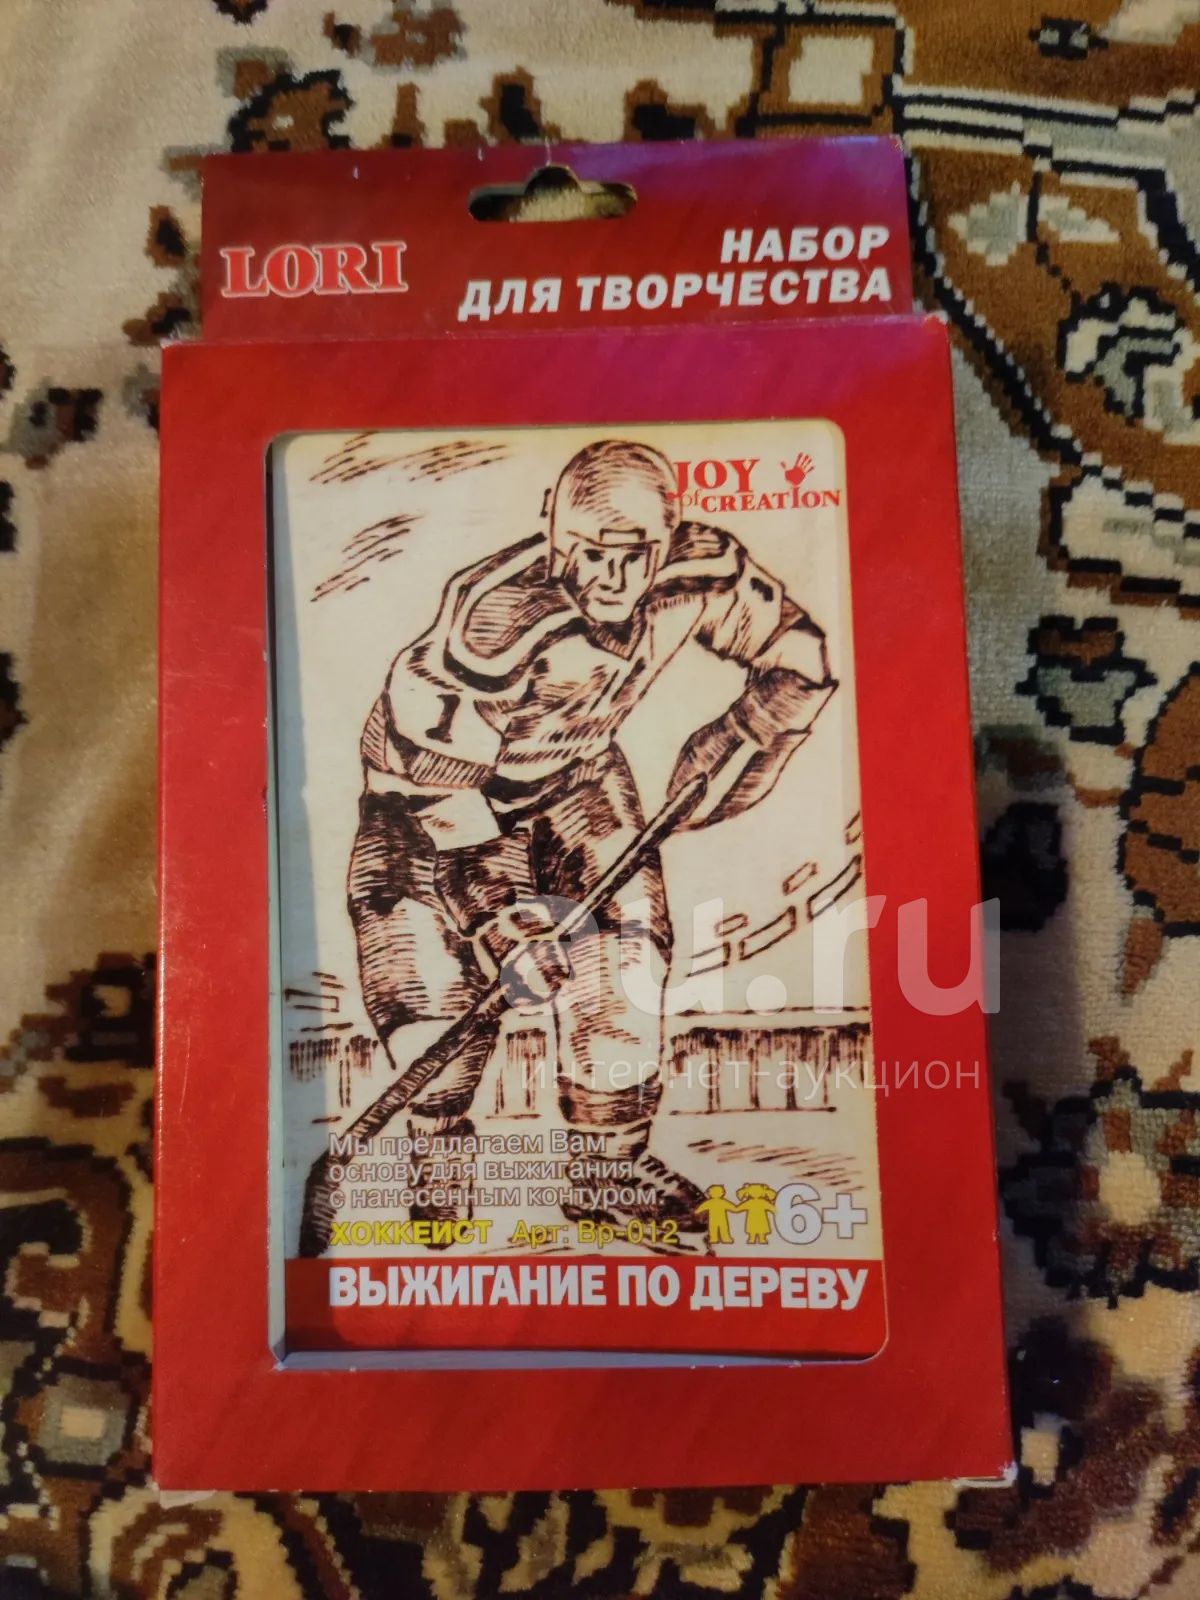 LORI
НАБОР
ДЛЯ ТВОРЧЕСТВА
JOY
of CREATION
1
au.ru
интернет-аукцион
Мы предлагаем Вам
основу для выжигания
с нанесённым контуром.
ХОККЕИСТ Арт: Вр-012
6+
ВЫЖИГАНИЕ ПО ДЕРЕВУ